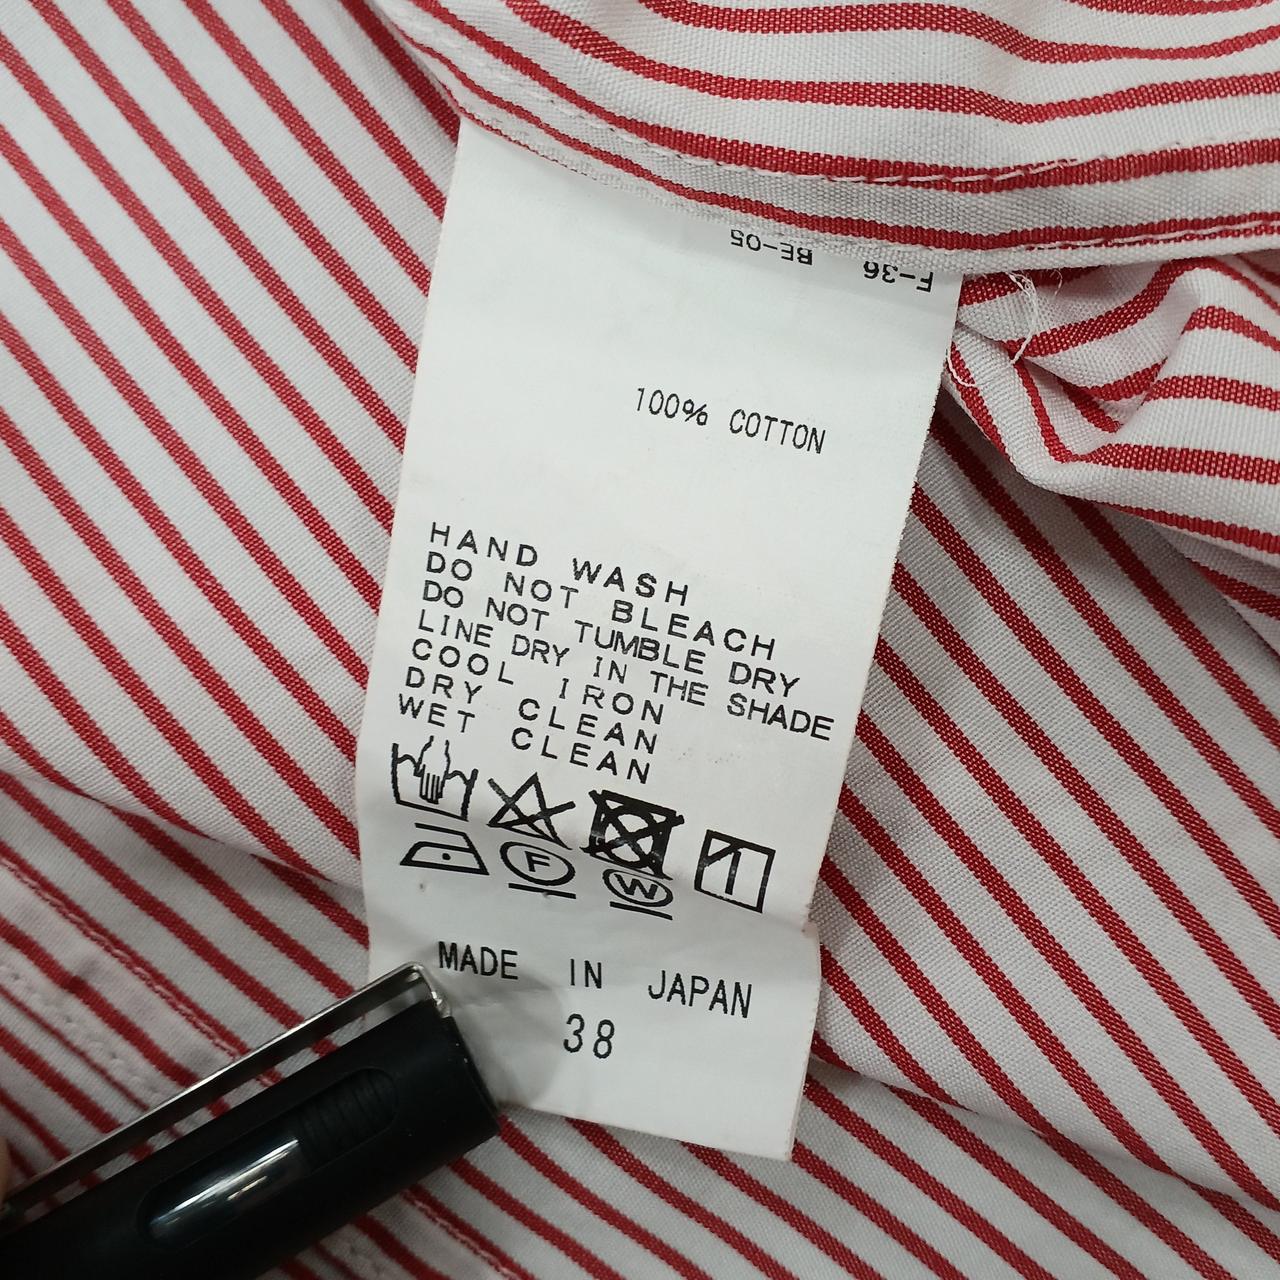 F-36 BE-05
100% COTTON
HAND WASH
DO NOT BLEACH
DO NOT TUMBLE DRY
LINE DRY IN THE SHADE
COOL IRON
DRY CLEAN
WET CLEAN
F
W
MADE IN JAPAN
38